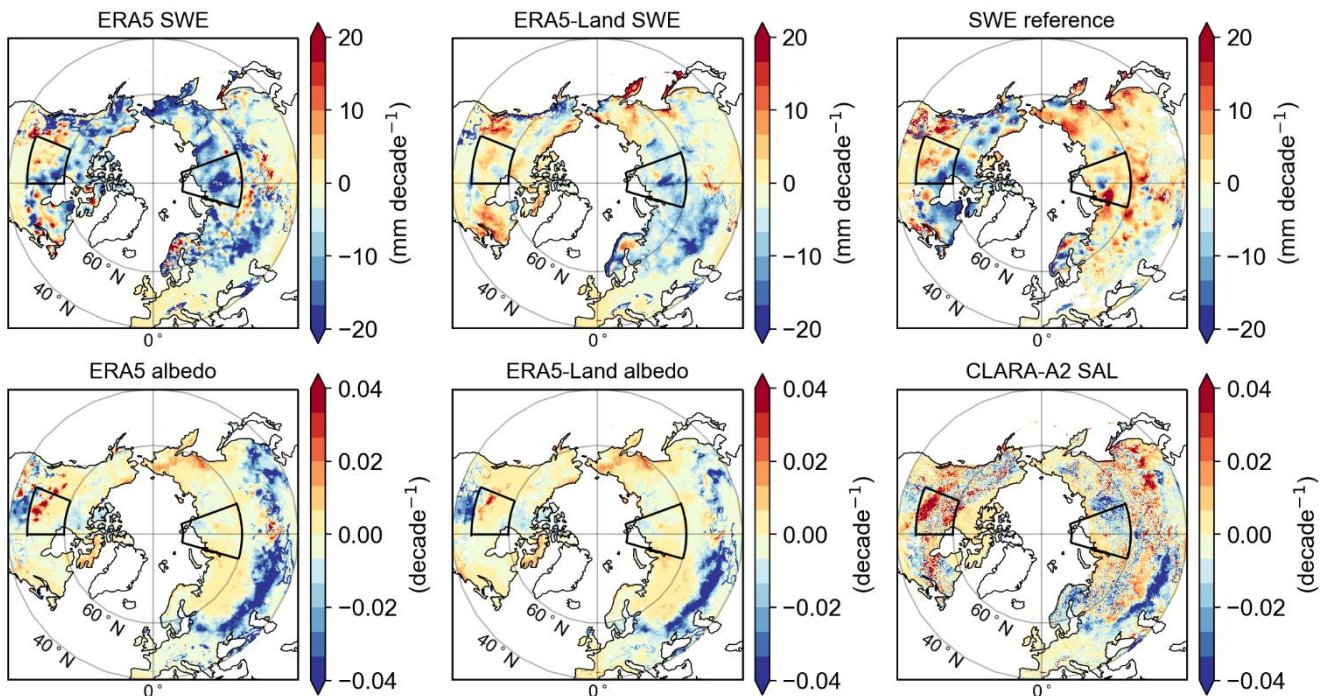 ERA5 SWE
ERA5-Land SWE
SWE reference
20
10
0
−10
−20
(mm decade⁻¹)
60°N
40°N
0°
20
10
0
−10
−20
(mm decade⁻¹)
60°N
40°N
0°
20
10
0
−10
−20
(mm decade⁻¹)
60°N
40°N
0°
ERA5 albedo
ERA5-Land albedo
CLARA-A2 SAL
0.04
0.02
0.00
−0.02
−0.04
(decade⁻¹)
60°N
40°N
0°
0.04
0.02
0.00
−0.02
−0.04
(decade⁻¹)
60°N
40°N
0°
0.04
0.02
0.00
−0.02
−0.04
(decade⁻¹)
60°N
40°N
0°